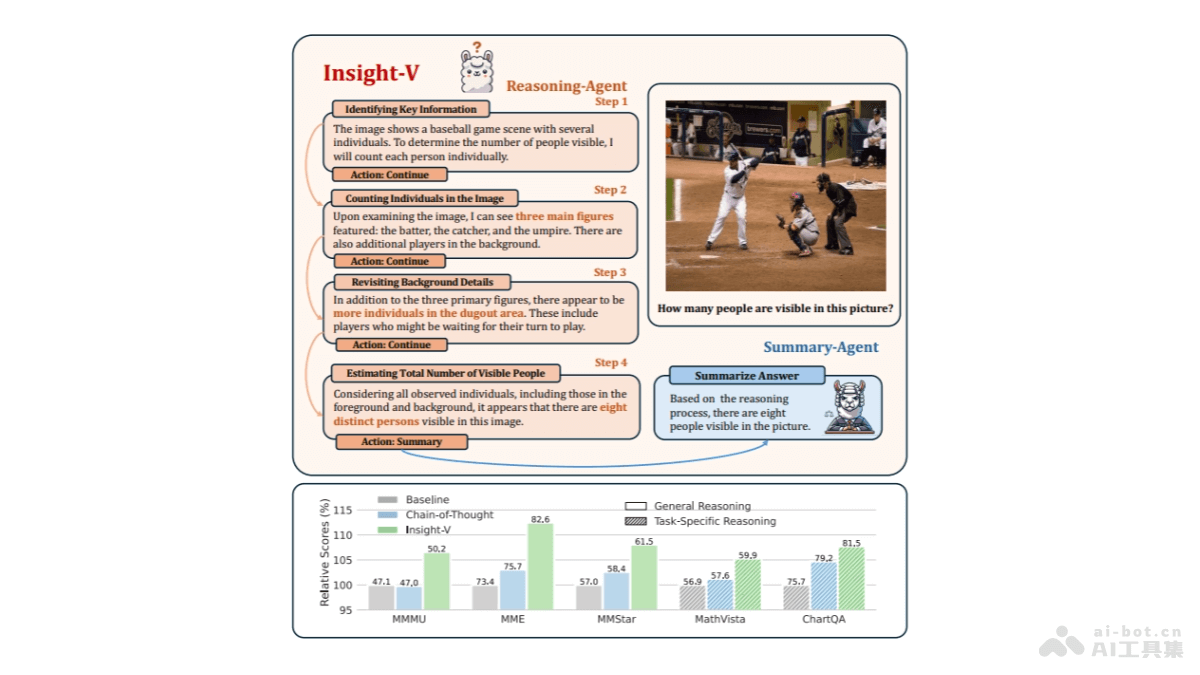 Insight-V
?
Reasoning-Agent
Step 1
Identifying Key Information
The image shows a baseball game scene with several
individuals. To determine the number of people visible, I
will count each person individually.
Action: Continue
Step 2
Counting Individuals in the Image
Upon examining the image, I can see three main figures
featured: the batter, the catcher, and the umpire. There are
also additional players in the background.
Action: Continue
Step 3
Revisiting Background Details
In addition to the three primary figures, there appear to be
more individuals in the dugout area. These include
players who might be waiting for their turn to play.
Action: Continue
Step 4
Estimating Total Number of Visible People
Considering all observed individuals, including those in the
foreground and background, it appears that there are eight
distinct persons visible in this image.
Action: Summary
brewers.com
How many people are visible in this picture?
Summary-Agent
Summarize Answer
Based on the reasoning
process, there are eight
people visible in the picture.
Relative Scores (%)
115
110
105
100
95
Baseline
Chain-of-Thought
Insight-V
General Reasoning
Task-Specific Reasoning
47.1 47.0 50.2
73.4 75.7 82.6
57.0 58.4 61.5
56.9 57.6 59.9
75.7 79.2 81.5
MMMU MME MMStar MathVista ChartQA
ai-bot.cn
AI工具集